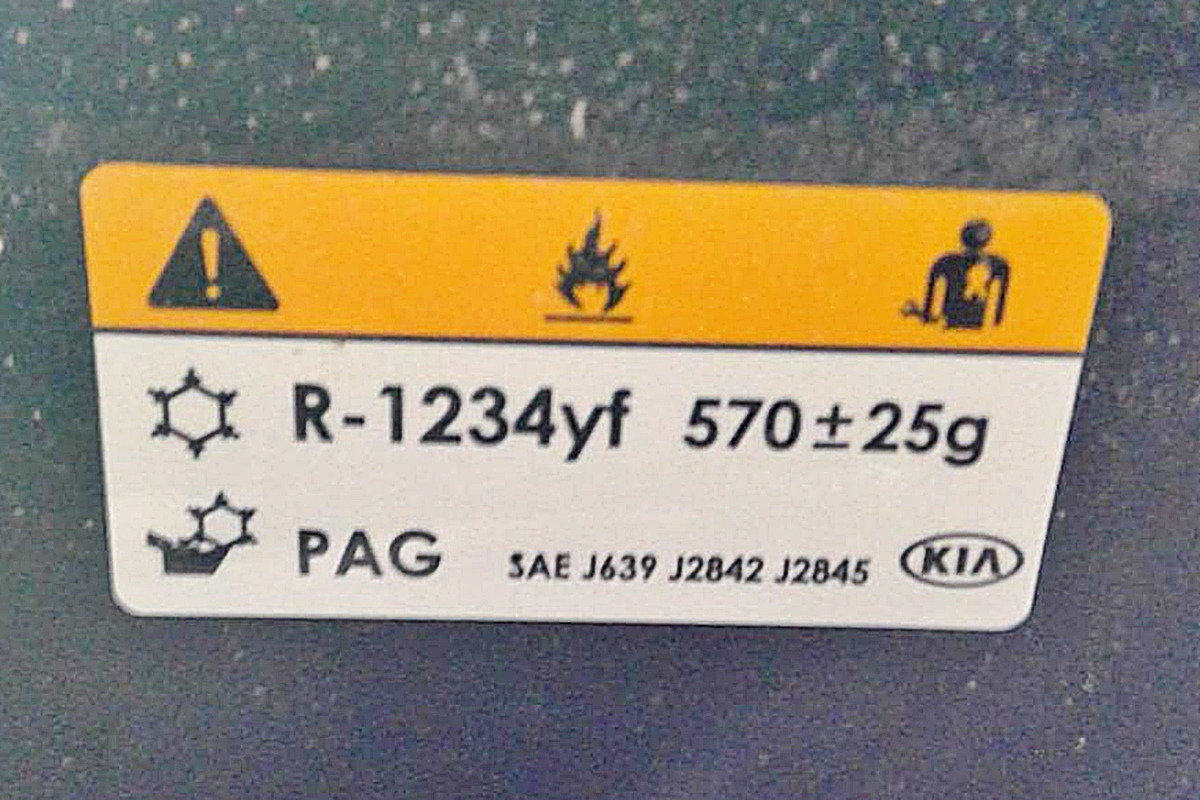 R-1234yf 570±25g
PAG SAE J639 J2842 J2845 KIA